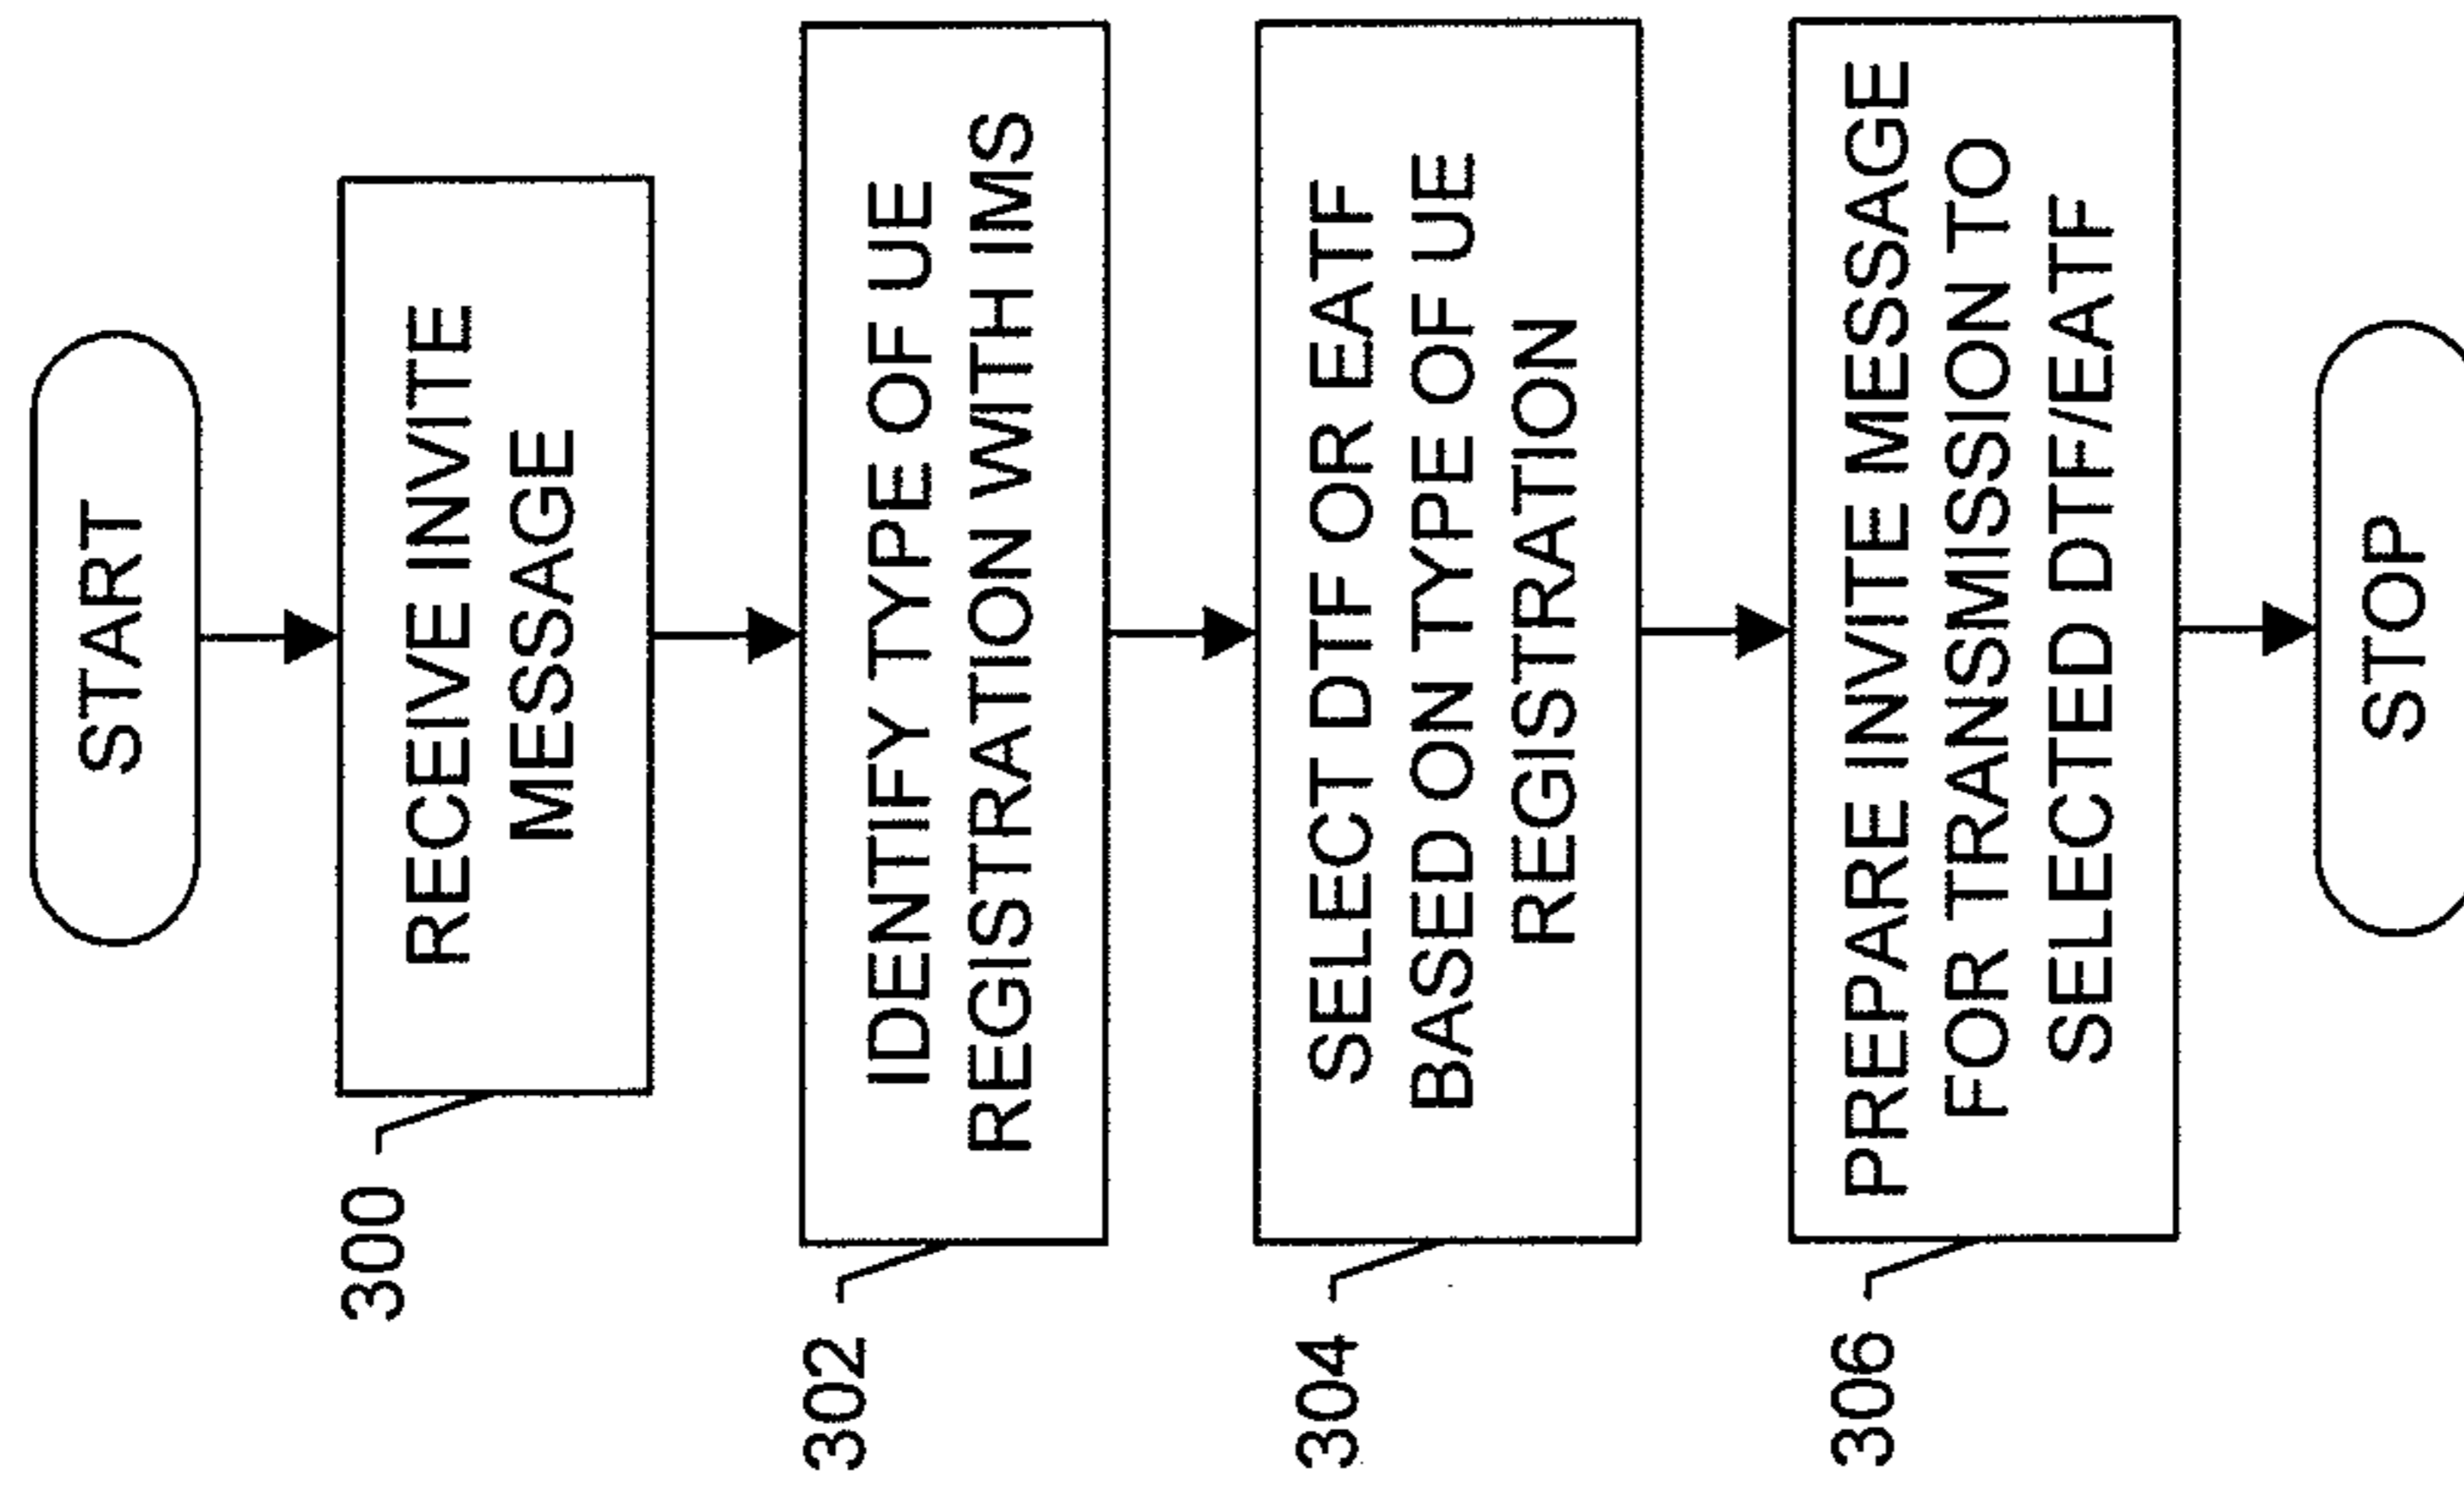 START
300
RECEIVE INVITE
MESSAGE
302
IDENTIFY TYPE OF UE
REGISTRATION WITH IMS
304
SELECT DTF OR EATF
BASED ON TYPE OF UE
REGISTRATION
306
PREPARE INVITE MESSAGE
FOR TRANSMISSION TO
SELECTED DTF/EATF
STOP